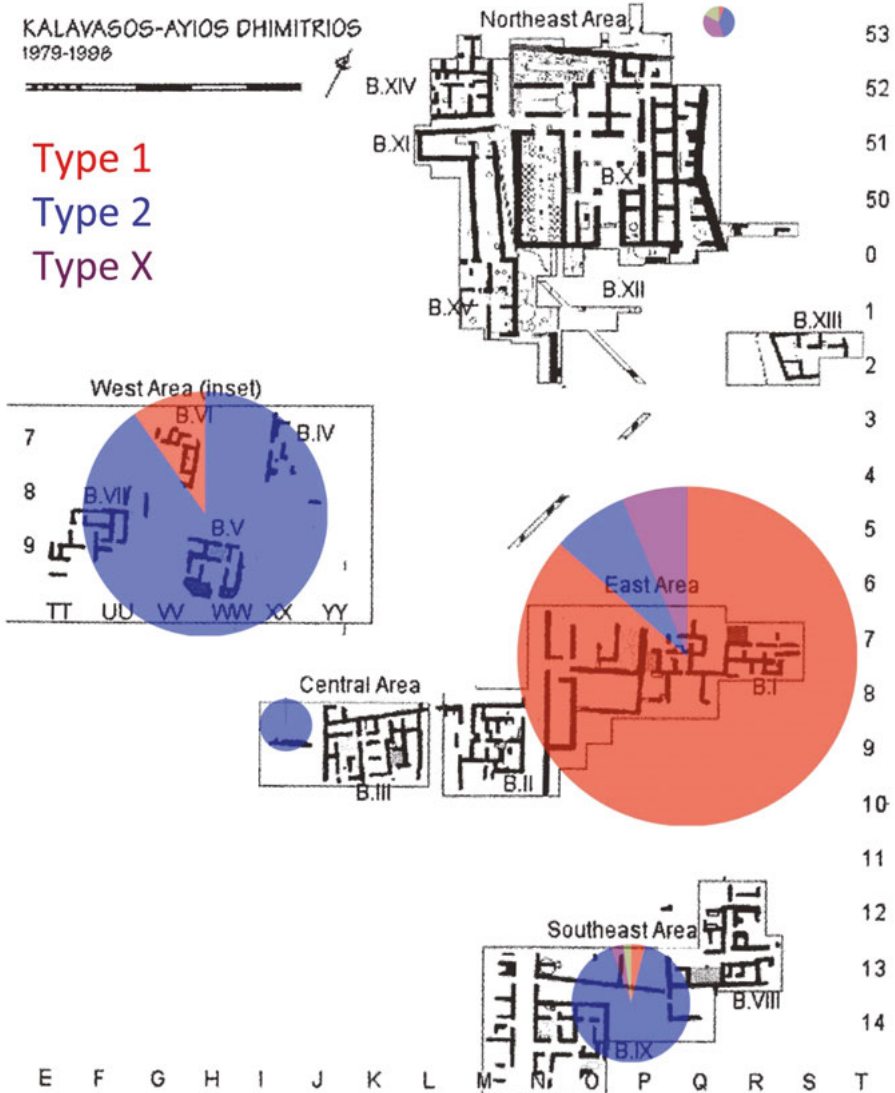 KALAVASOS-AYIOS DHIMITRIOS
1979-1998
Type 1
Type 2
Type X
Northeast Area
B.XIV
B.XI
B.X
B.XII
B.XV
B.XIII
West Area (inset)
B.VI
B.IV
B.VII
B.V
7
8
9
TT UU VV WW XX YY
East Area
B.I
Central Area
B.III
B.II
Southeast Area
B.VIII
B.IX
53
52
51
50
0
1
2
3
4
5
6
7
8
9
10
11
12
13
14
E F G H I J K L M N O P Q R S T